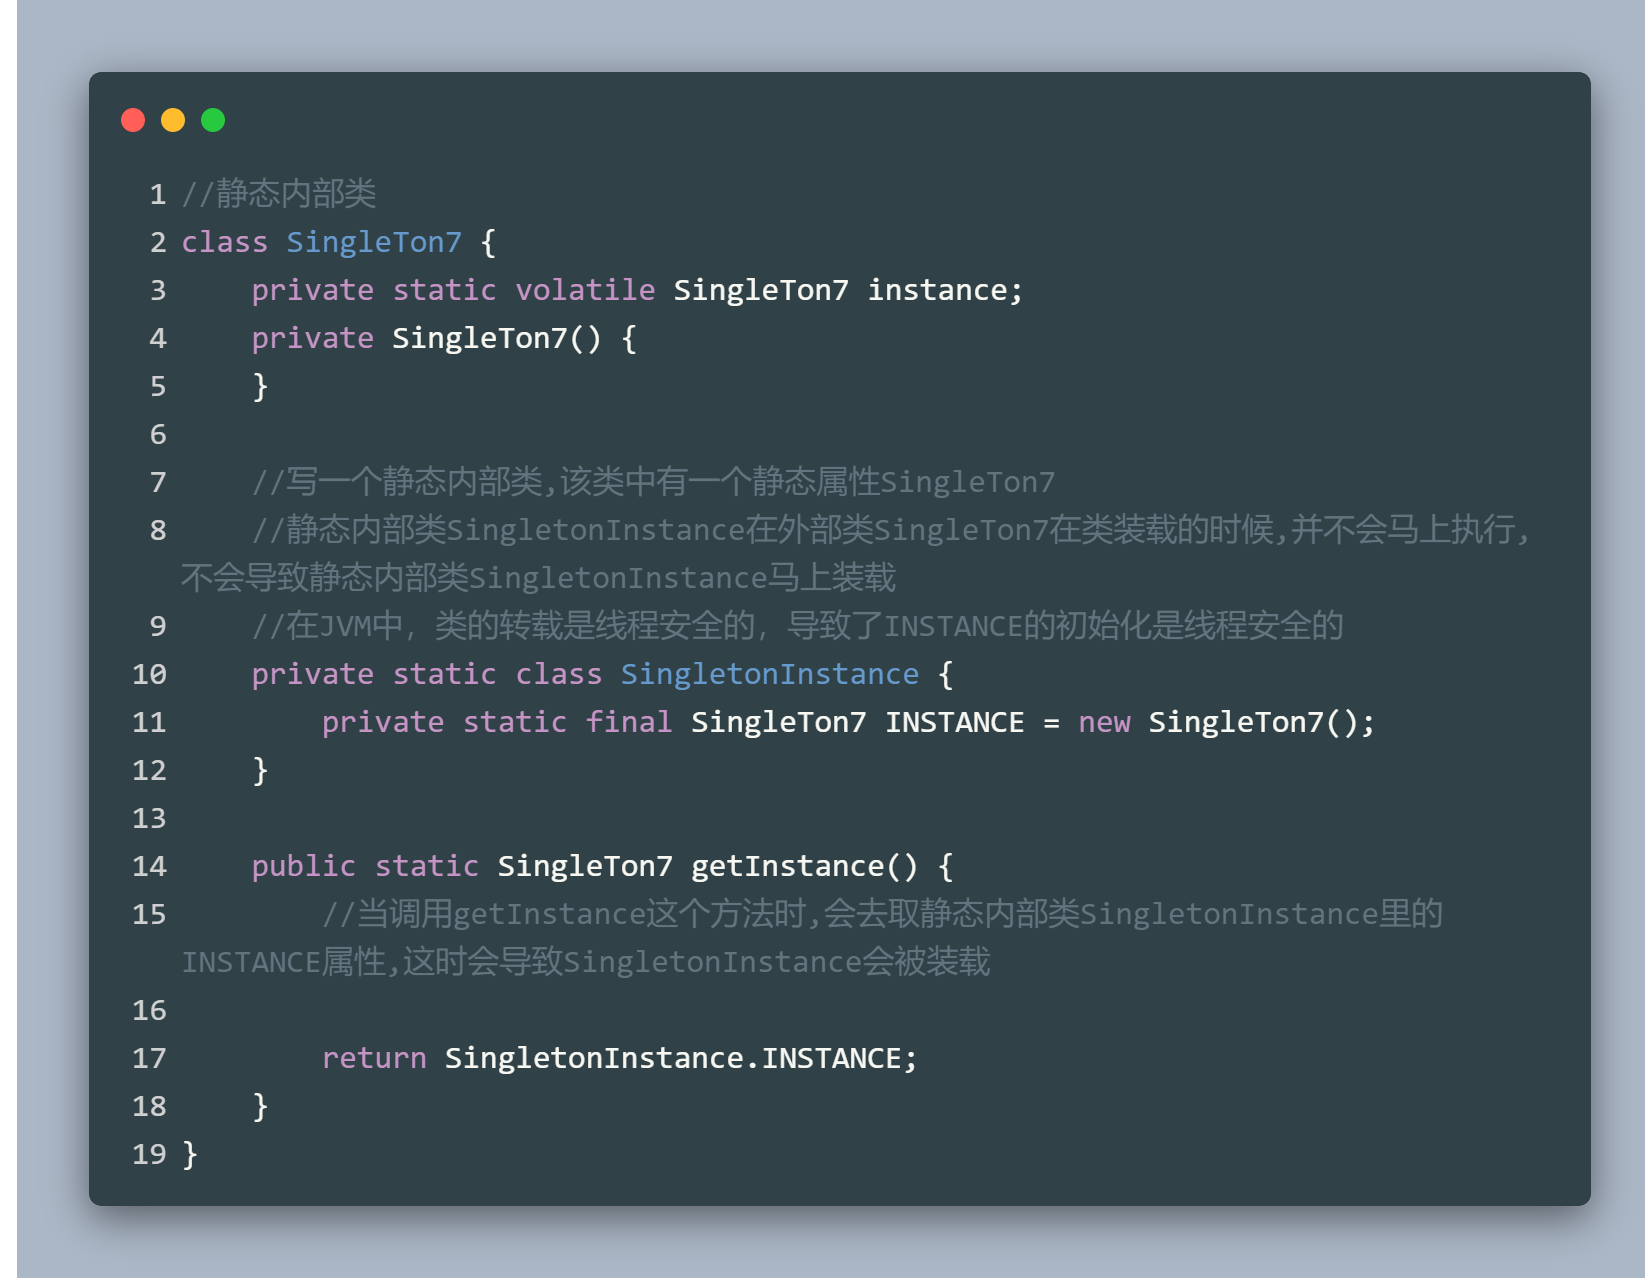 1 //静态内部类
2 class SingleTon7 {
3     private static volatile SingleTon7 instance;
4     private SingleTon7() {
5     }
6
7     //写一个静态内部类,该类中有一个静态属性SingleTon7
8     //静态内部类SingletonInstance在外部类SingleTon7在类装载的时候,并不会马上执行,
不会导致静态内部类SingletonInstance马上装载
9     //在JVM中，类的转载是线程安全的，导致了INSTANCE的初始化是线程安全的
10     private static class SingletonInstance {
11         private static final SingleTon7 INSTANCE = new SingleTon7();
12     }
13
14     public static SingleTon7 getInstance() {
15         //当调用getInstance这个方法时,会去取静态内部类SingletonInstance里的
INSTANCE属性,这时会导致SingletonInstance会被装载
16
17         return SingletonInstance.INSTANCE;
18     }
19 }